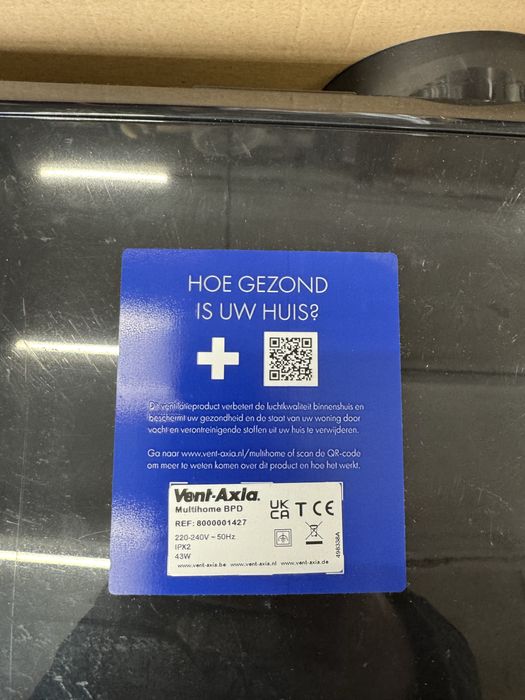 HOE GEZOND
IS UW HUIS?
Dit ventilatieproduct verbetert de luchtkwaliteit binnenshuis en
beschermt uw gezondheid en de staat van uw woning door
vocht en verontreinigende stoffen uit uw huis te verwijderen.
Ga naar www.vent-axia.nl/multihome of scan de QR-code
om meer te weten komen over dit product en hoe het werkt.
Vent-Axia.
Multihome BPD
REF: 8000001427
220-240V ~ 50Hz
IPX2
43W
www.vent-axia.be www.vent-axia.nl www.vent-axia.de
UK
CA T CE
498338A